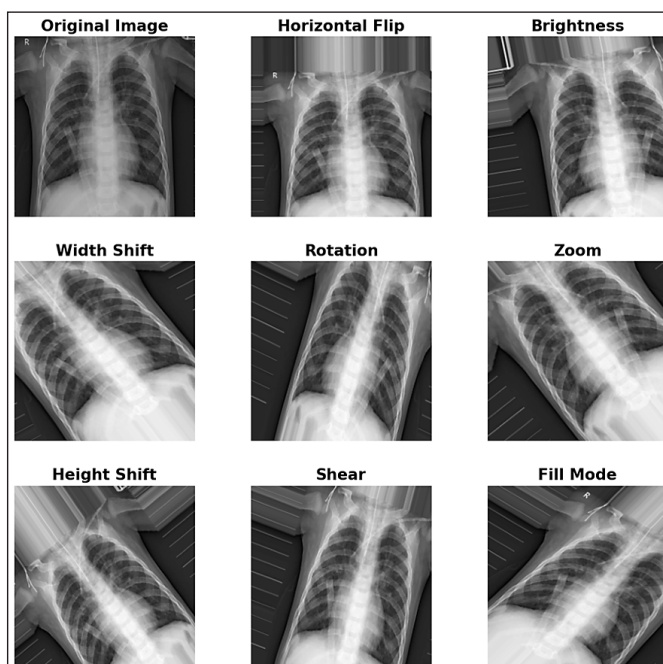 Original Image
Horizontal Flip
Brightness
R
R
Width Shift
Rotation
Zoom
Height Shift
Shear
Fill Mode
R